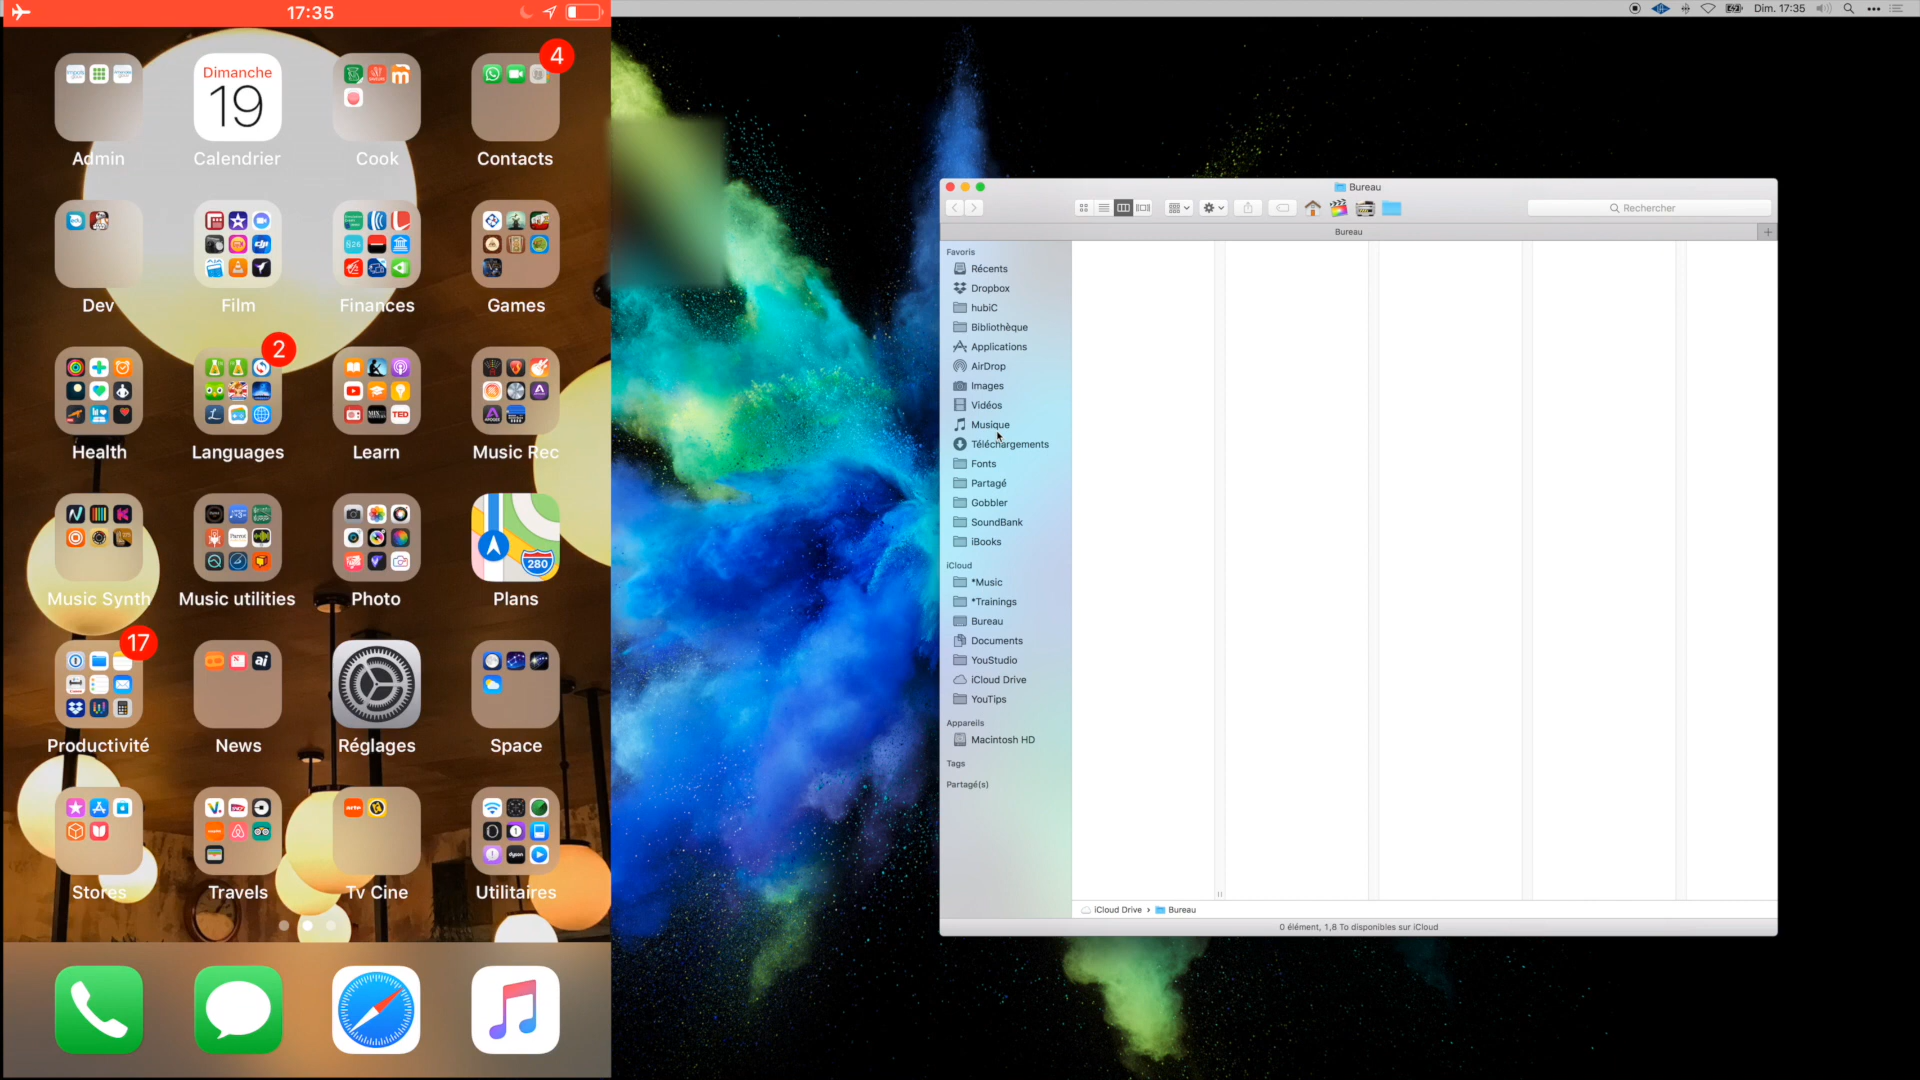 17:35
4
Dimanche
19
Admin
Calendrier
Cook
Contacts
Dev
Film
Finances
Games
2
TED
Health
Languages
Learn
Music Rec
280
Music Synth
Music utilities
Photo
Plans
17
ai
Productivité
News
Réglages
Space
arte
dyson
Stores
Travels
Tv Cine
Utilitaires
Dim. 17:35
Bureau
Rechercher
Bureau
Favoris
Récents
Dropbox
hubiC
Bibliothèque
Applications
AirDrop
Images
Vidéos
Musique
Téléchargements
Fonts
Partagé
Gobbler
SoundBank
iBooks
iCloud
*Music
*Trainings
Bureau
Documents
YouStudio
iCloud Drive
YouTips
Appareils
Macintosh HD
Tags
Partagé(s)
iCloud Drive › Bureau
0 élément, 1,8 To disponibles sur iCloud